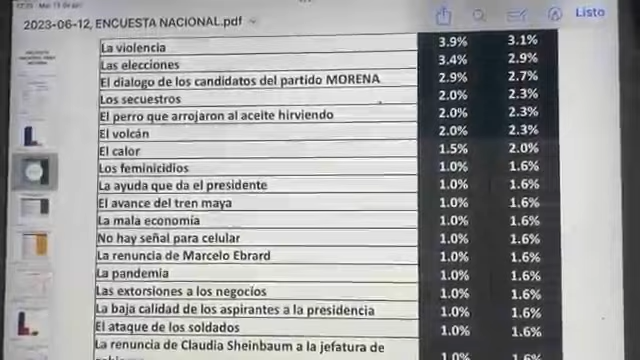 2023-06-12, ENCUESTA NACIONAL.pdf
Listo
La violencia 3.9% 3.1%
Las elecciones 3.4% 2.9%
El dialogo de los candidatos del partido MORENA 2.9% 2.7%
Los secuestros 2.0% 2.3%
El perro que arrojaron al aceite hirviendo 2.0% 2.3%
El volcán 2.0% 2.3%
El calor 1.5% 2.0%
Los feminicidios 1.0% 1.6%
La ayuda que da el presidente 1.0% 1.6%
El avance del tren maya 1.0% 1.6%
La mala economía 1.0% 1.6%
No hay señal para celular 1.0% 1.6%
La renuncia de Marcelo Ebrard 1.0% 1.6%
La pandemia 1.0% 1.6%
Las extorsiones a los negocios 1.0% 1.6%
La baja calidad de los aspirantes a la presidencia 1.0% 1.6%
El ataque de los soldados 1.0% 1.6%
La renuncia de Claudia Sheinbaum a la jefatura de 1.0% 1.6%